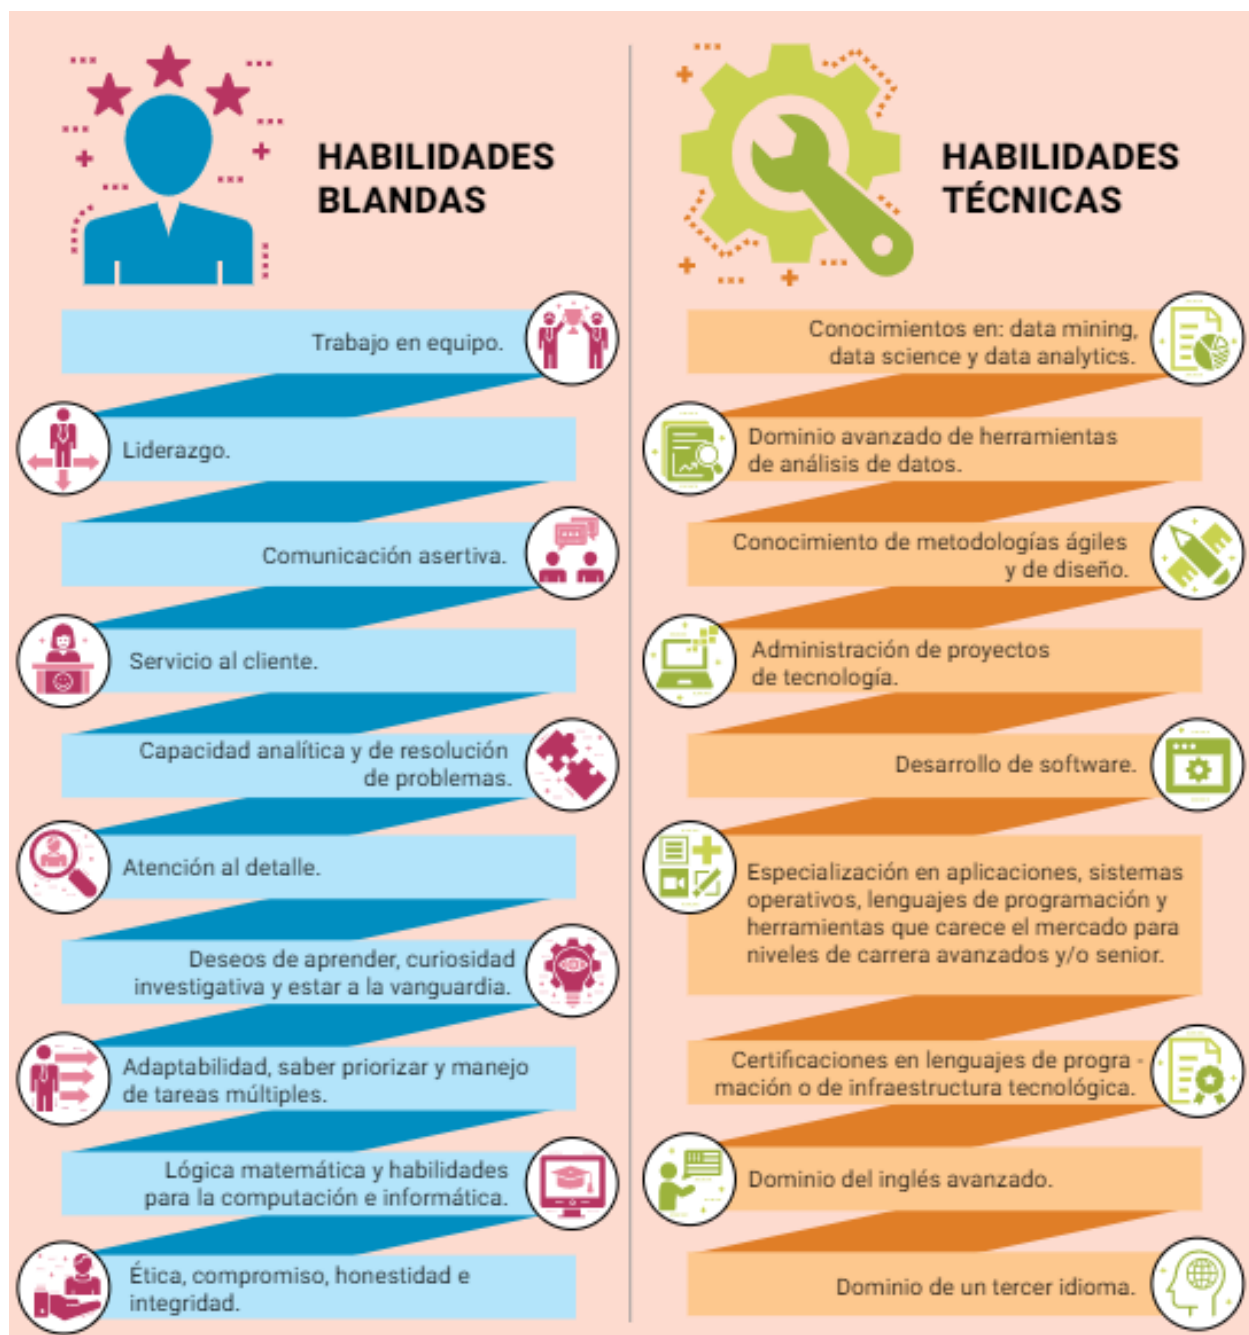 HABILIDADES
BLANDAS
Trabajo en equipo.
Liderazgo.
Comunicación asertiva.
Servicio al cliente.
Capacidad analítica y de resolución
de problemas.
Atención al detalle.
Deseos de aprender, curiosidad
investigativa y estar a la vanguardia.
Adaptabilidad, saber priorizar y manejo
de tareas múltiples.
Lógica matemática y habilidades
para la computación e informática.
Ética, compromiso, honestidad e
integridad.
HABILIDADES
TÉCNICAS
Conocimientos en: data mining,
data science y data analytics.
Dominio avanzado de herramientas
de análisis de datos.
Conocimiento de metodologías ágiles
y de diseño.
Administración de proyectos
de tecnología.
Desarrollo de software.
Especialización en aplicaciones, sistemas
operativos, lenguajes de programación y
herramientas que carece el mercado para
niveles de carrera avanzados y/o senior.
Certificaciones en lenguajes de progra -
mación o de infraestructura tecnológica.
Dominio del inglés avanzado.
Dominio de un tercer idioma.